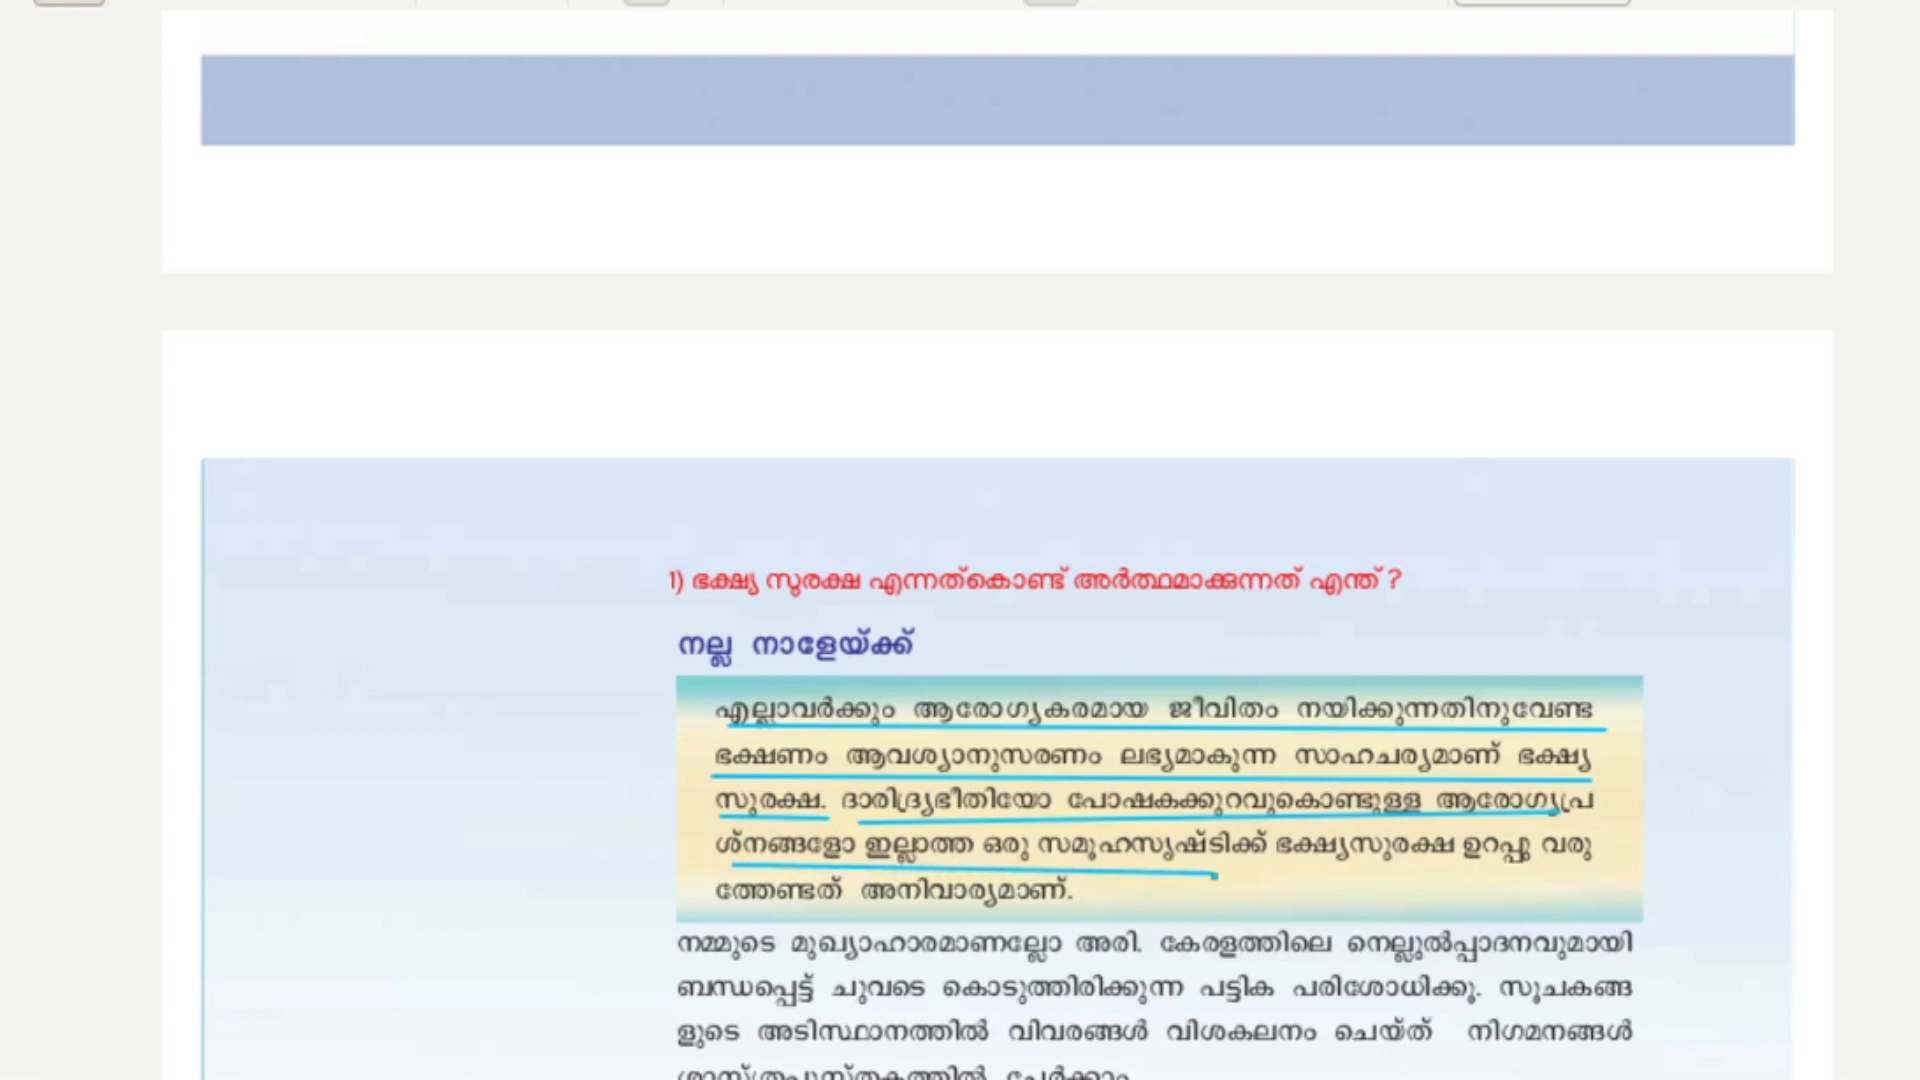 1) ഭക്ഷ്യ സുരക്ഷ എന്നത്കൊണ്ട് അർത്ഥമാക്കുന്നത് എന്ത് ?
നല്ല നാളേയ്ക്ക്
എല്ലാവർക്കും ആരോഗ്യകരമായ ജീവിതം നയിക്കുന്നതിനുവേണ്ട
ഭക്ഷണം ആവശ്യാനുസരണം ലഭ്യമാകുന്ന സാഹചര്യമാണ് ഭക്ഷ്യ
സുരക്ഷ. ദാരിദ്ര്യഭീതിയോ പോഷകക്കുറവുകൊണ്ടുള്ള ആരോഗ്യപ്ര
ശ്നങ്ങളോ ഇല്ലാത്ത ഒരു സമൂഹസൃഷ്ടിക്ക് ഭക്ഷ്യസുരക്ഷ ഉറപ്പു വരു
ത്തേണ്ടത് അനിവാര്യമാണ്.
നമ്മുടെ മുഖ്യാഹാരമാണല്ലോ അരി. കേരളത്തിലെ നെല്ലുൽപ്പാദനവുമായി
ബന്ധപ്പെട്ട് ചുവടെ കൊടുത്തിരിക്കുന്ന പട്ടിക പരിശോധിക്കൂ. സൂചകങ്ങ
ളുടെ അടിസ്ഥാനത്തിൽ വിവരങ്ങൾ വിശകലനം ചെയ്ത് നിഗമനങ്ങൾ
ശാസ്ത്രപുസ്തകത്തിൽ ചേർക്കാം